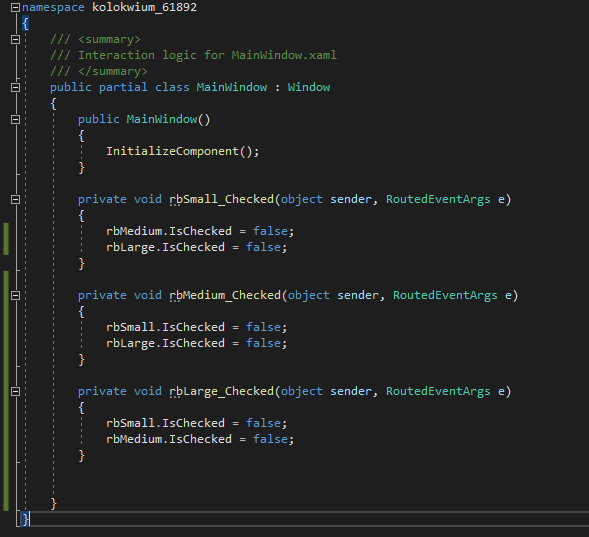 namespace kolokwium_61892
{
/// <summary>
/// Interaction logic for MainWindow.xaml
/// </summary>
public partial class MainWindow : Window
{
public MainWindow()
{
InitializeComponent();
}
private void rbSmall_Checked(object sender, RoutedEventArgs e)
{
rbMedium.IsChecked = false;
rbLarge.IsChecked = false;
}
private void rbMedium_Checked(object sender, RoutedEventArgs e)
{
rbSmall.IsChecked = false;
rbLarge.IsChecked = false;
}
private void rbLarge_Checked(object sender, RoutedEventArgs e)
{
rbSmall.IsChecked = false;
rbMedium.IsChecked = false;
}
}
}